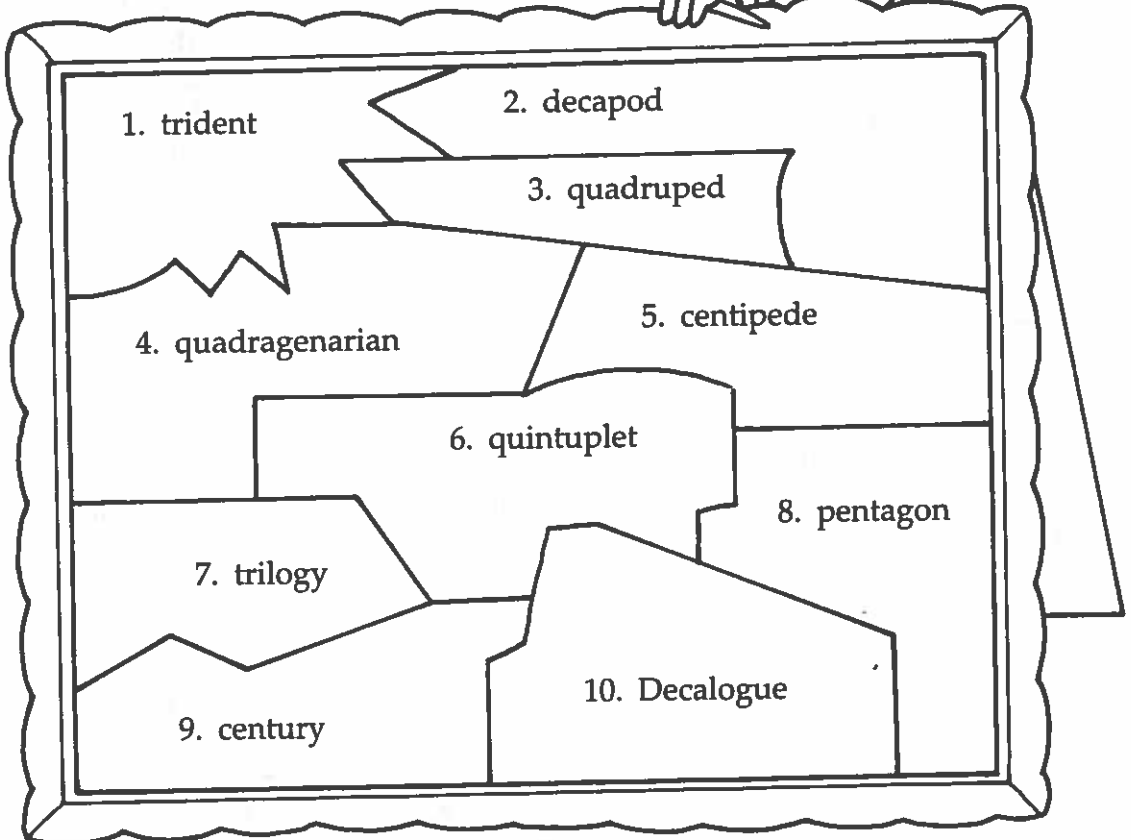 1. trident
2. decapod
3. quadruped
4. quadragenarian
5. centipede
6. quintuplet
7. trilogy
8. pentagon
9. century
10. Decalogue